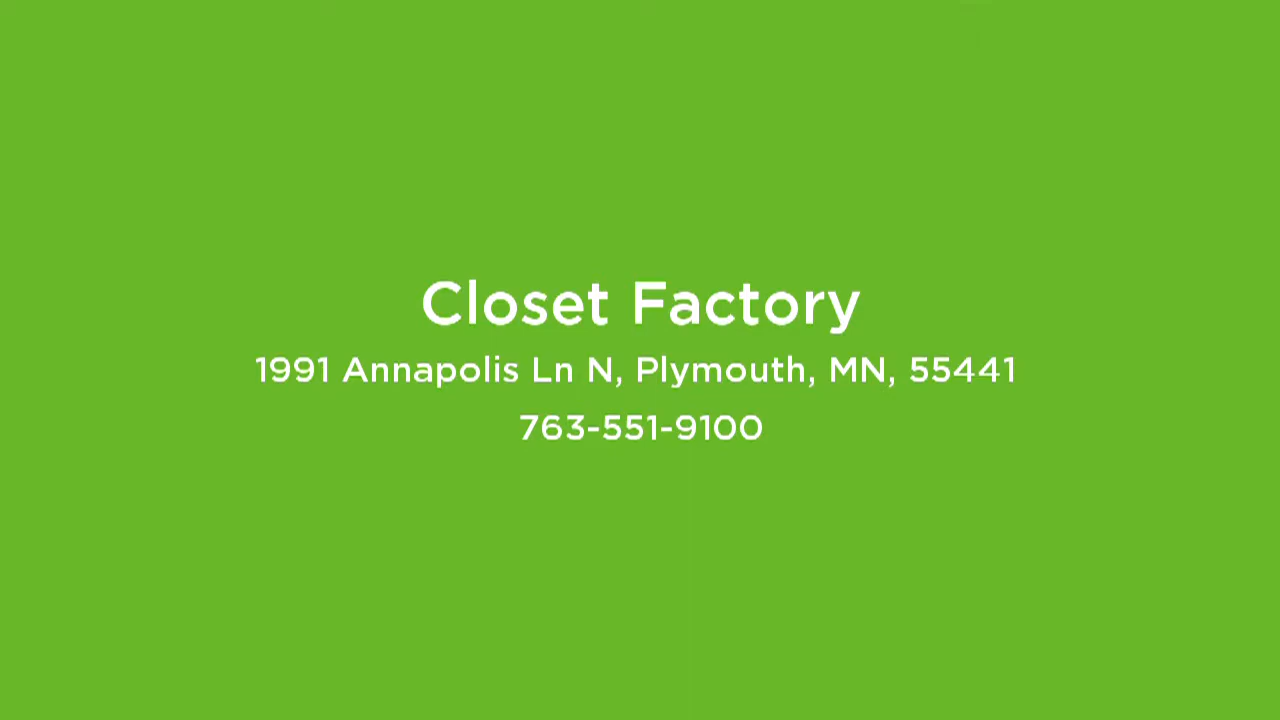 Closet Factory
1991 Annapolis Ln N, Plymouth, MN, 55441
763-551-9100